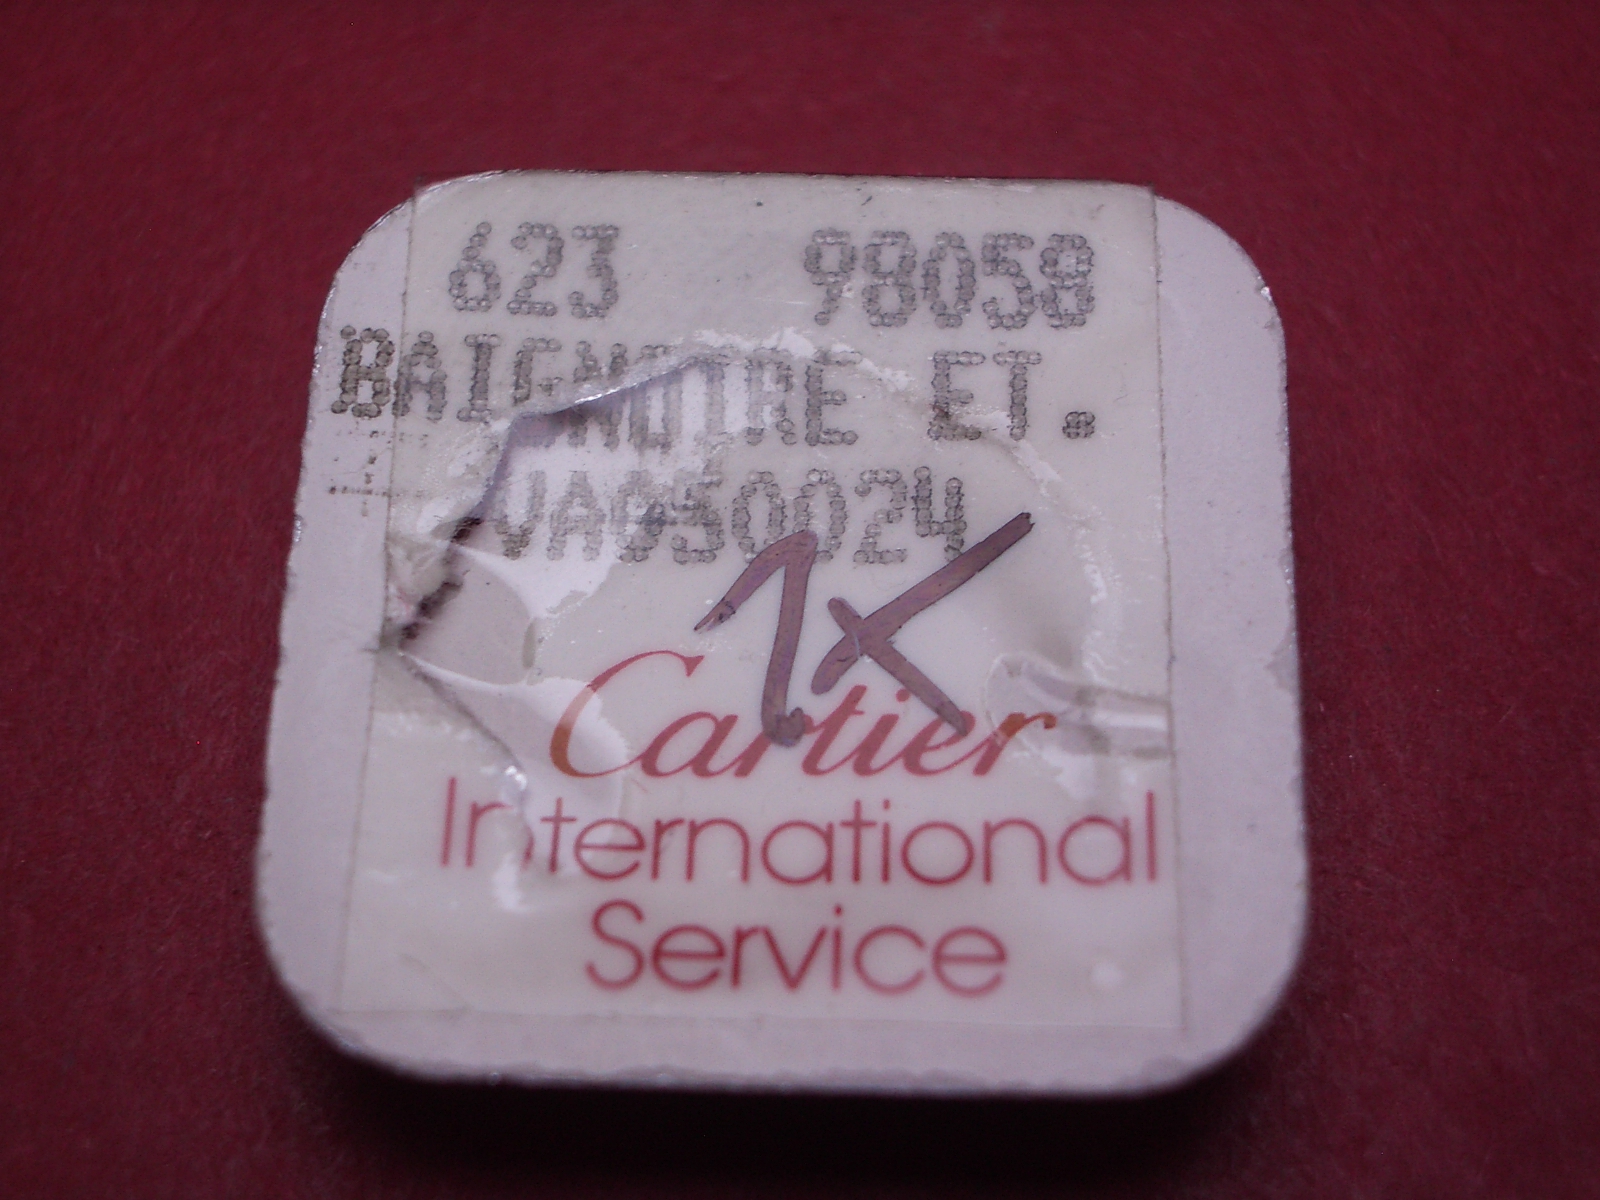 623 98058
BAIGNOIRE ET.
VA050024
1x
Cartier
International
Service